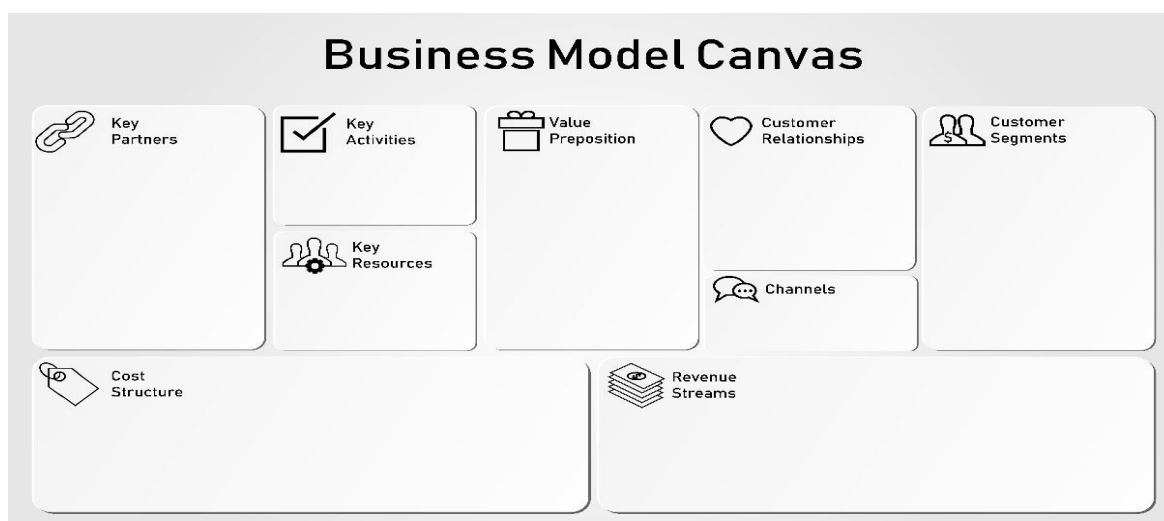 Business Model Canvas
Key
Partners
Key
Activities
Key
Resources
Value
Preposition
Customer
Relationships
Channels
Customer
Segments
Cost
Structure
Revenue
Streams